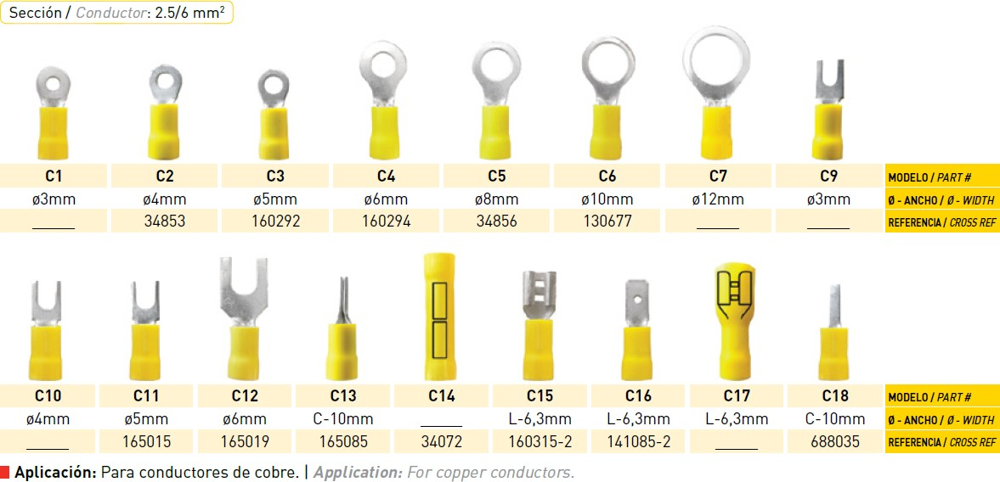 Sección / Conductor: 2.5/6 mm²
C1 C2 C3 C4 C5 C6 C7 C9 MODELO / PART #
ø3mm ø4mm ø5mm ø6mm ø8mm ø10mm ø12mm ø3mm Ø - ANCHO / Ø - WIDTH
______ 34853 160292 160294 34856 130677 ______ ______ REFERENCIA / CROSS REF
C10 C11 C12 C13 C14 C15 C16 C17 C18 MODELO / PART #
ø4mm ø5mm ø6mm C-10mm ______ L-6,3mm L-6,3mm L-6,3mm C-10mm Ø - ANCHO / Ø - WIDTH
______ 165015 165019 165085 34072 160315-2 141085-2 ______ 688035 REFERENCIA / CROSS REF
Aplicación: Para conductores de cobre. | Application: For copper conductors.